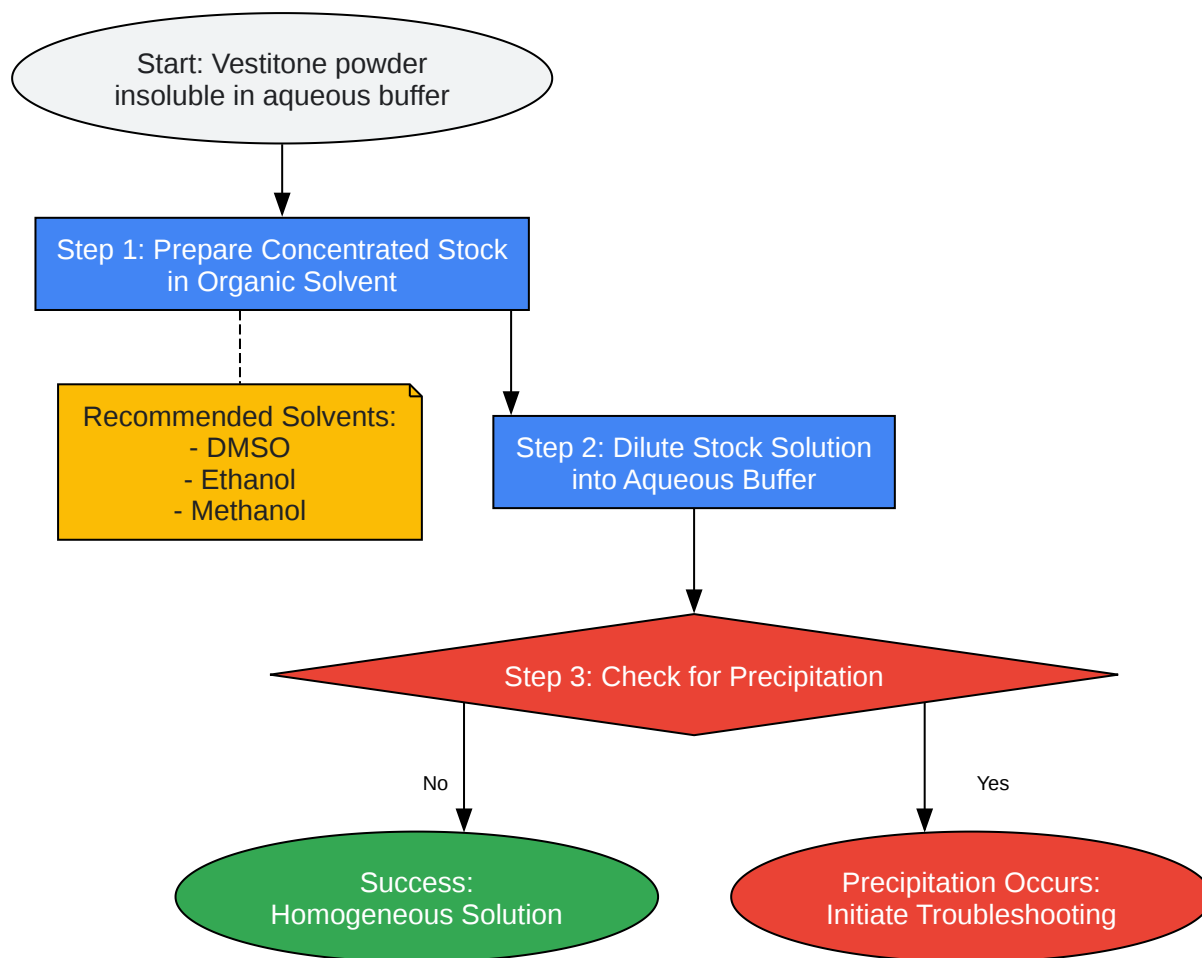 Start: Vestitone powder
insoluble in aqueous buffer
Step 1: Prepare Concentrated Stock
in Organic Solvent
Recommended Solvents:
- DMSO
- Ethanol
- Methanol
Step 2: Dilute Stock Solution
into Aqueous Buffer
Step 3: Check for Precipitation
No
Yes
Success:
Homogeneous Solution
Precipitation Occurs:
Initiate Troubleshooting